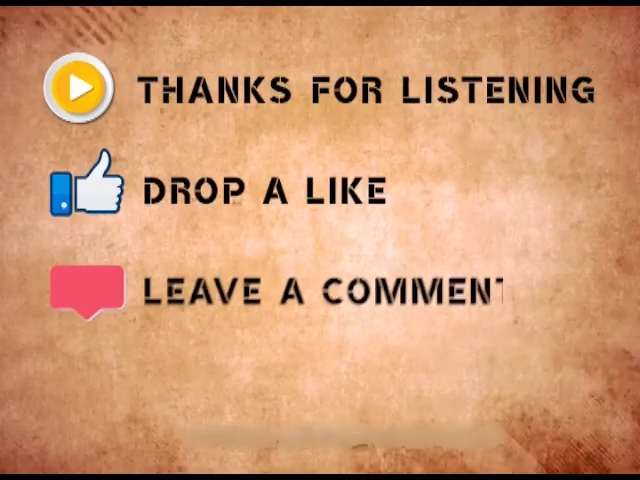 THANKS FOR LISTENING
DROP A LIKE
LEAVE A COMMENT